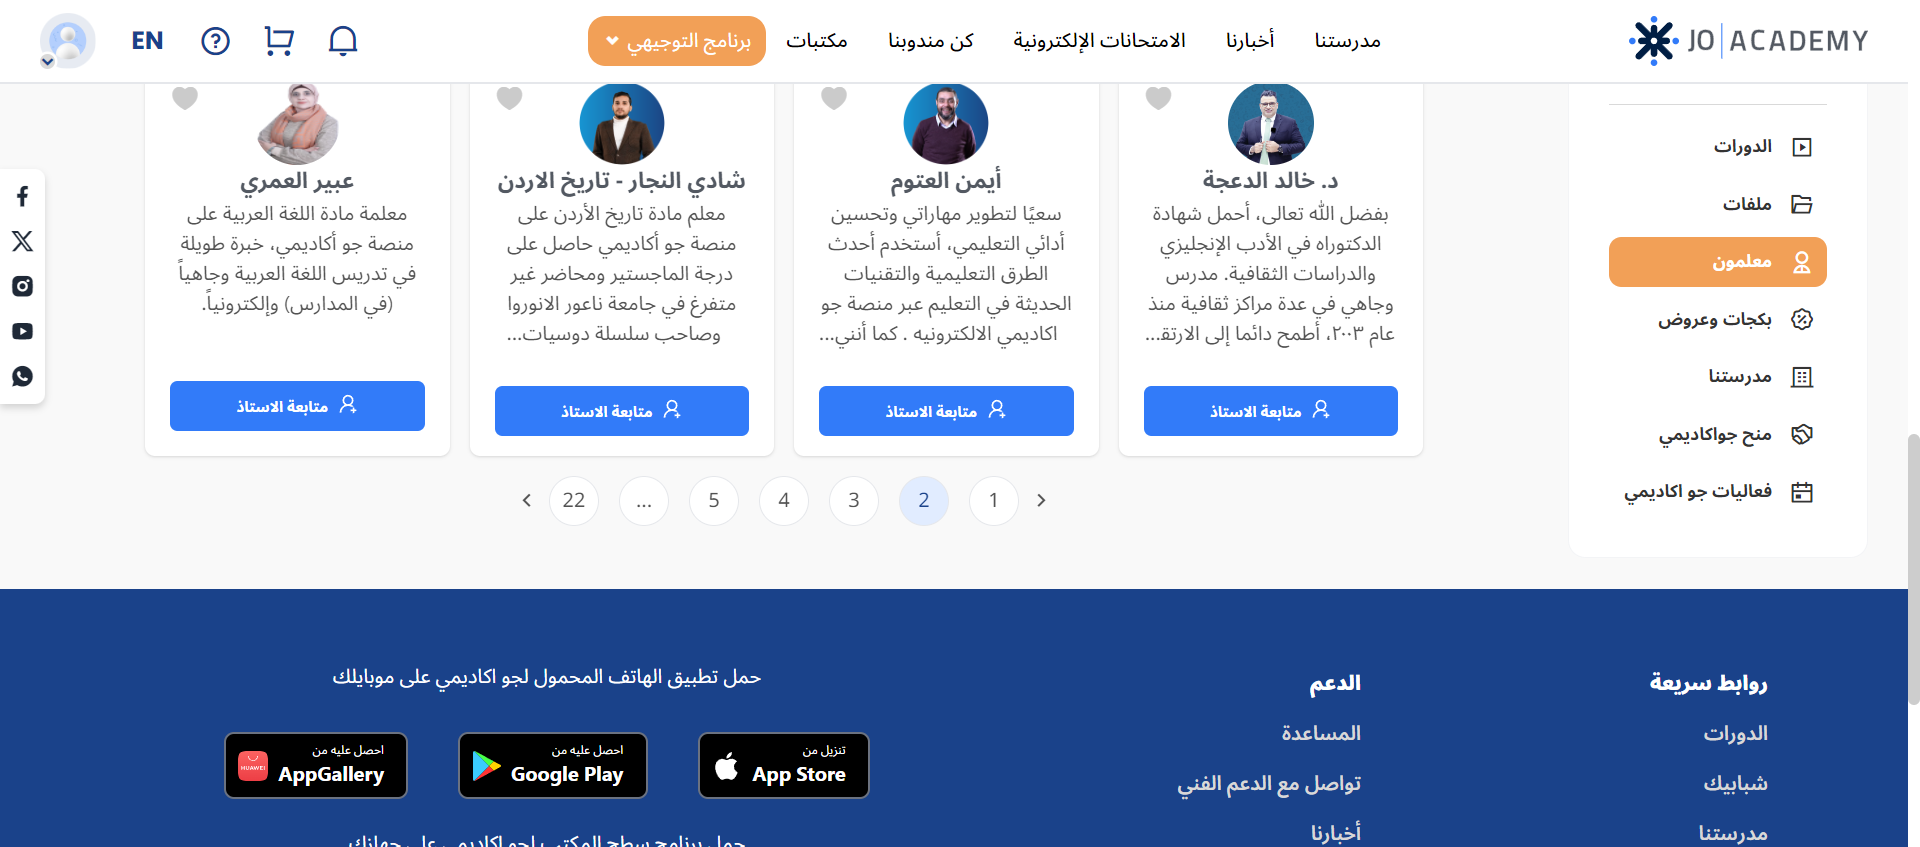 JO ACADEMY
مدرستنا
أخبارنا
الامتحانات الإلكترونية
كن مندوبنا
مكتبات
برنامج التوجيهي
EN
الدورات
ملفات
معلمون
بكجات وعروض
مدرستنا
منح جواكاديمي
فعاليات جو اكاديمي
د. خالد الدعجة
بفضل الله تعالى، أحمل شهادة
الدكتوراه في الأدب الإنجليزي
والدراسات الثقافية. مدرس
وجاهي في عدة مراكز ثقافية منذ
عام ٢٠٠٣، أطمح دائما إلى الارتق...
متابعة الاستاذ
أيمن العتوم
سعيًا لتطوير مهاراتي وتحسين
أدائي التعليمي، أستخدم أحدث
الطرق التعليمية والتقنيات
الحديثة في التعليم عبر منصة جو
اكاديمي الالكترونيه . كما أنني...
متابعة الاستاذ
شادي النجار - تاريخ الاردن
معلم مادة تاريخ الأردن على
منصة جو أكاديمي حاصل على
درجة الماجستير ومحاضر غير
متفرغ في جامعة ناعور الانوروا
وصاحب سلسلة دوسيات...
متابعة الاستاذ
عبير العمري
معلمة مادة اللغة العربية على
منصة جو أكاديمي، خبرة طويلة
في تدريس اللغة العربية وجاهياً
(في المدارس) وإلكترونياً.
متابعة الاستاذ
1 2 3 4 5 ... 22
روابط سريعة
الدورات
شبابيك
مدرستنا
الدعم
المساعدة
تواصل مع الدعم الفني
أخبارنا
حمل تطبيق الهاتف المحمول لجو اكاديمي على موبايلك
تنزيل من
App Store
احصل عليه من
Google Play
احصل عليه من
AppGallery
HUAWEI
حمل برنامج سطح المكتب لجو اكاديمي على جهازك